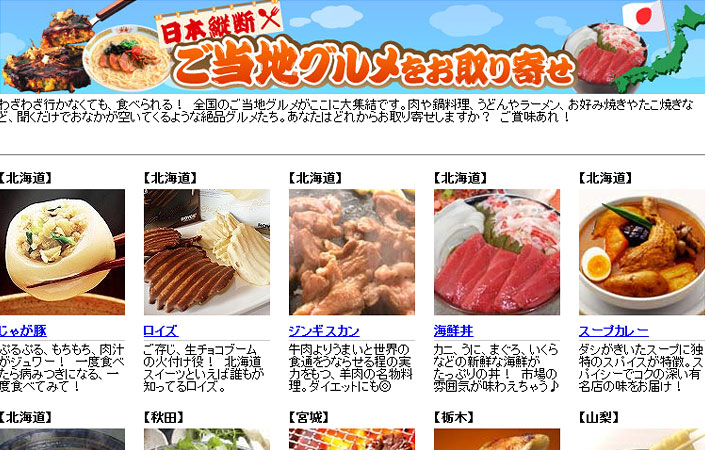 日本縦断
ご当地グルメをお取り寄せ
わざわざ行かなくても、食べられる! 全国のご当地グルメがここに大集結です。肉や鍋料理、うどんやラーメン、お好み焼きやたこ焼きな
ど、聞くだけでおなかが空いてくるような絶品グルメたち。あなたはどれからお取り寄せしますか? ご賞味あれ!
【北海道】
じゃが豚
ぷるぷる、もちもち、肉汁
がジュワー! 一度食べ
たら病みつきになる、一
度食べてみて!
【北海道】
ロイズ
ご存じ、生チョコブーム
の火付け役! 北海道
スイーツといえば誰もが
知ってるロイズ。
【北海道】
ジンギスカン
牛肉よりうまいと世界の
食通をうならせる程の実
力をもつ、羊肉の名物料
理。ダイエットにも◎
【北海道】
海鮮丼
カニ、うに、まぐろ、いくら
などの新鮮な海鮮が
たっぷりの丼! 市場の
雰囲気が味わえちゃう♪
【北海道】
スープカレー
ダシがきいたスープに独
特のスパイスが特徴。ス
パイシーでコクの深い有
名店の味をお届け!
【北海道】
【秋田】
【宮城】
【栃木】
【山梨】